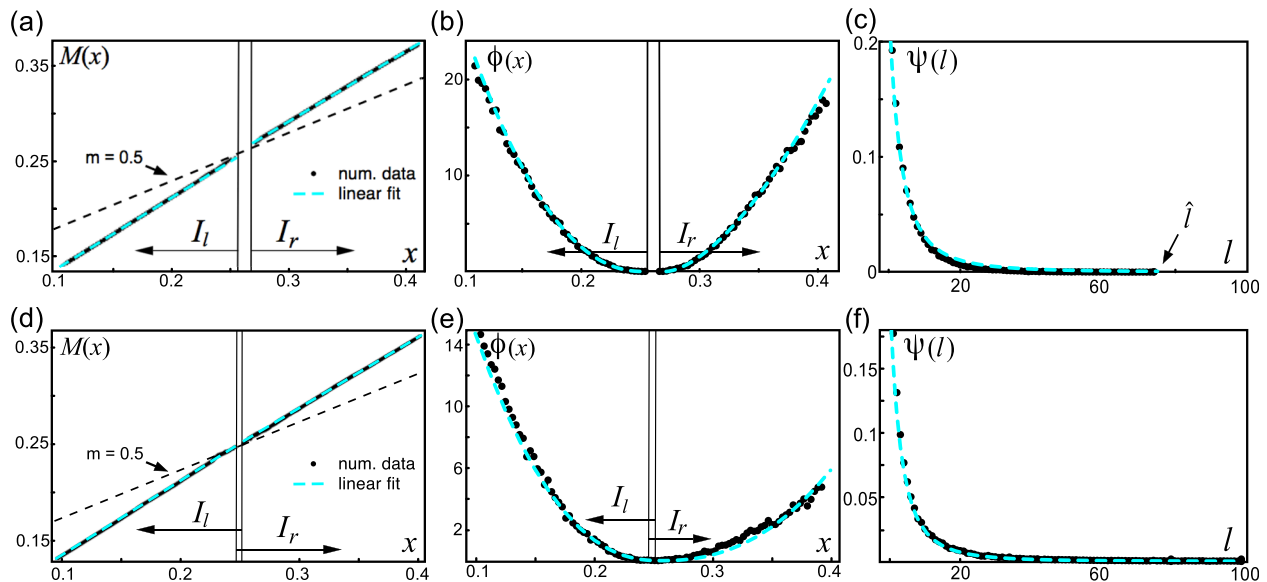 (a)
M(x)
0.35
0.25
0.15
m = 0.5
num. data
linear fit
I_l
I_r
x
0.1
0.2
0.3
0.4
(b)
ϕ(x)
20
10
0
I_l
I_r
x
0.1
0.2
0.3
0.4
(c)
ψ(l)
0.2
0.1
0
l̂
l
20
60
100
(d)
M(x)
0.35
0.25
0.15
m = 0.5
num. data
linear fit
I_l
I_r
x
0.1
0.2
0.3
0.4
(e)
ϕ(x)
14
10
6
2
I_l
I_r
x
0.1
0.2
0.3
0.4
(f)
ψ(l)
0.15
0.1
0.05
l
20
60
100